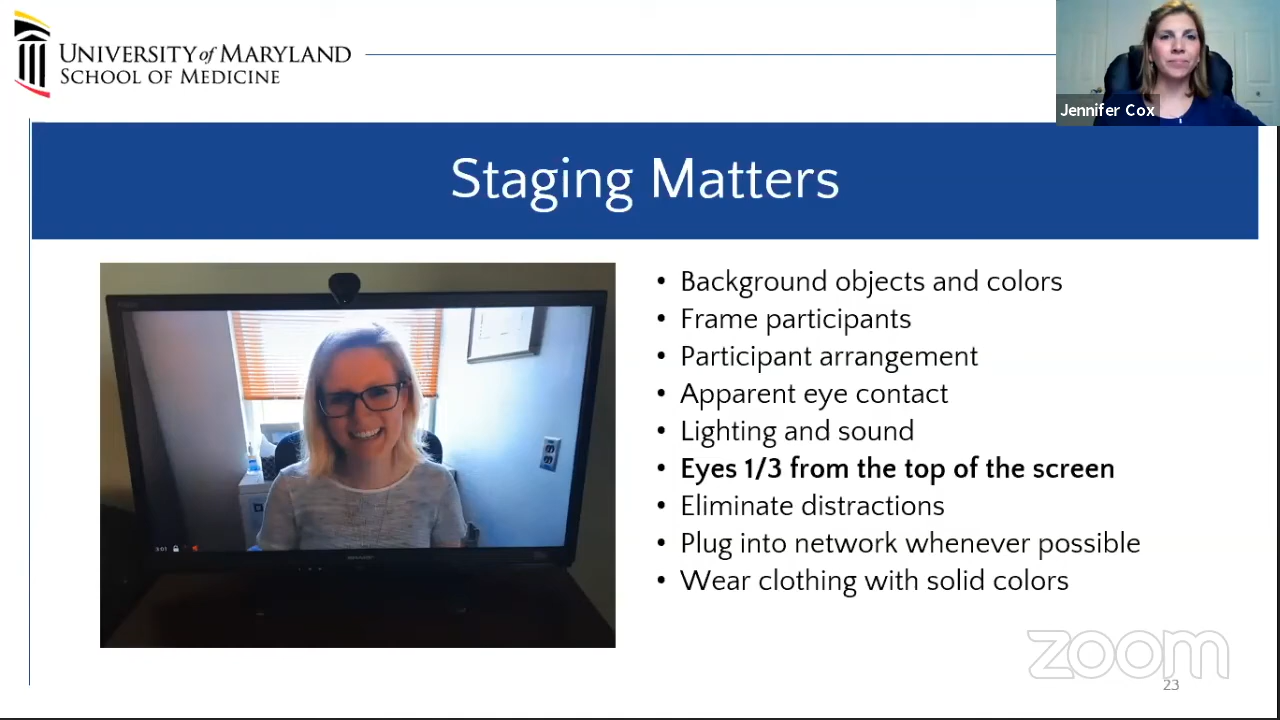 UNIVERSITY of MARYLAND
SCHOOL OF MEDICINE
Jennifer Cox
Staging Matters
• Background objects and colors
• Frame participants
• Participant arrangement
• Apparent eye contact
• Lighting and sound
• Eyes 1/3 from the top of the screen
• Eliminate distractions
• Plug into network whenever possible
• Wear clothing with solid colors
SHARP
zoom
23